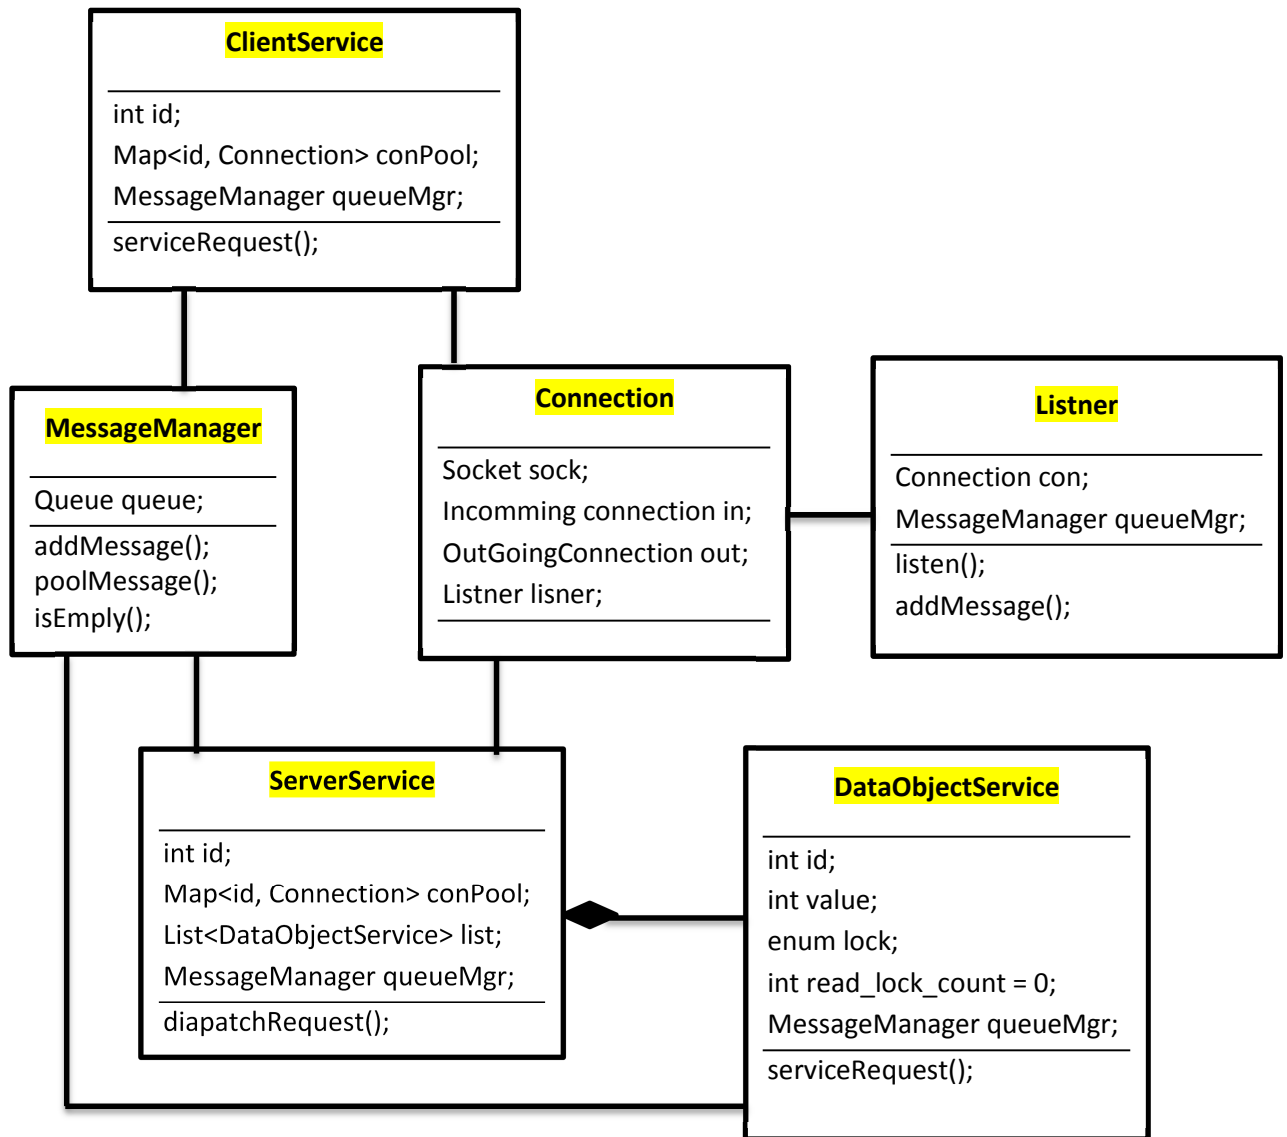 ClientService
int id;
Map<id, Connection> conPool;
MessageManager queueMgr;
serviceRequest();
MessageManager
Queue queue;
addMessage();
poolMessage();
isEmply();
Connection
Socket sock;
Incomming connection in;
OutGoingConnection out;
Listner lisner;
Listner
Connection con;
MessageManager queueMgr;
listen();
addMessage();
ServerService
int id;
Map<id, Connection> conPool;
List<DataObjectService> list;
MessageManager queueMgr;
diapatchRequest();
DataObjectService
int id;
int value;
enum lock;
int read_lock_count = 0;
MessageManager queueMgr;
serviceRequest();